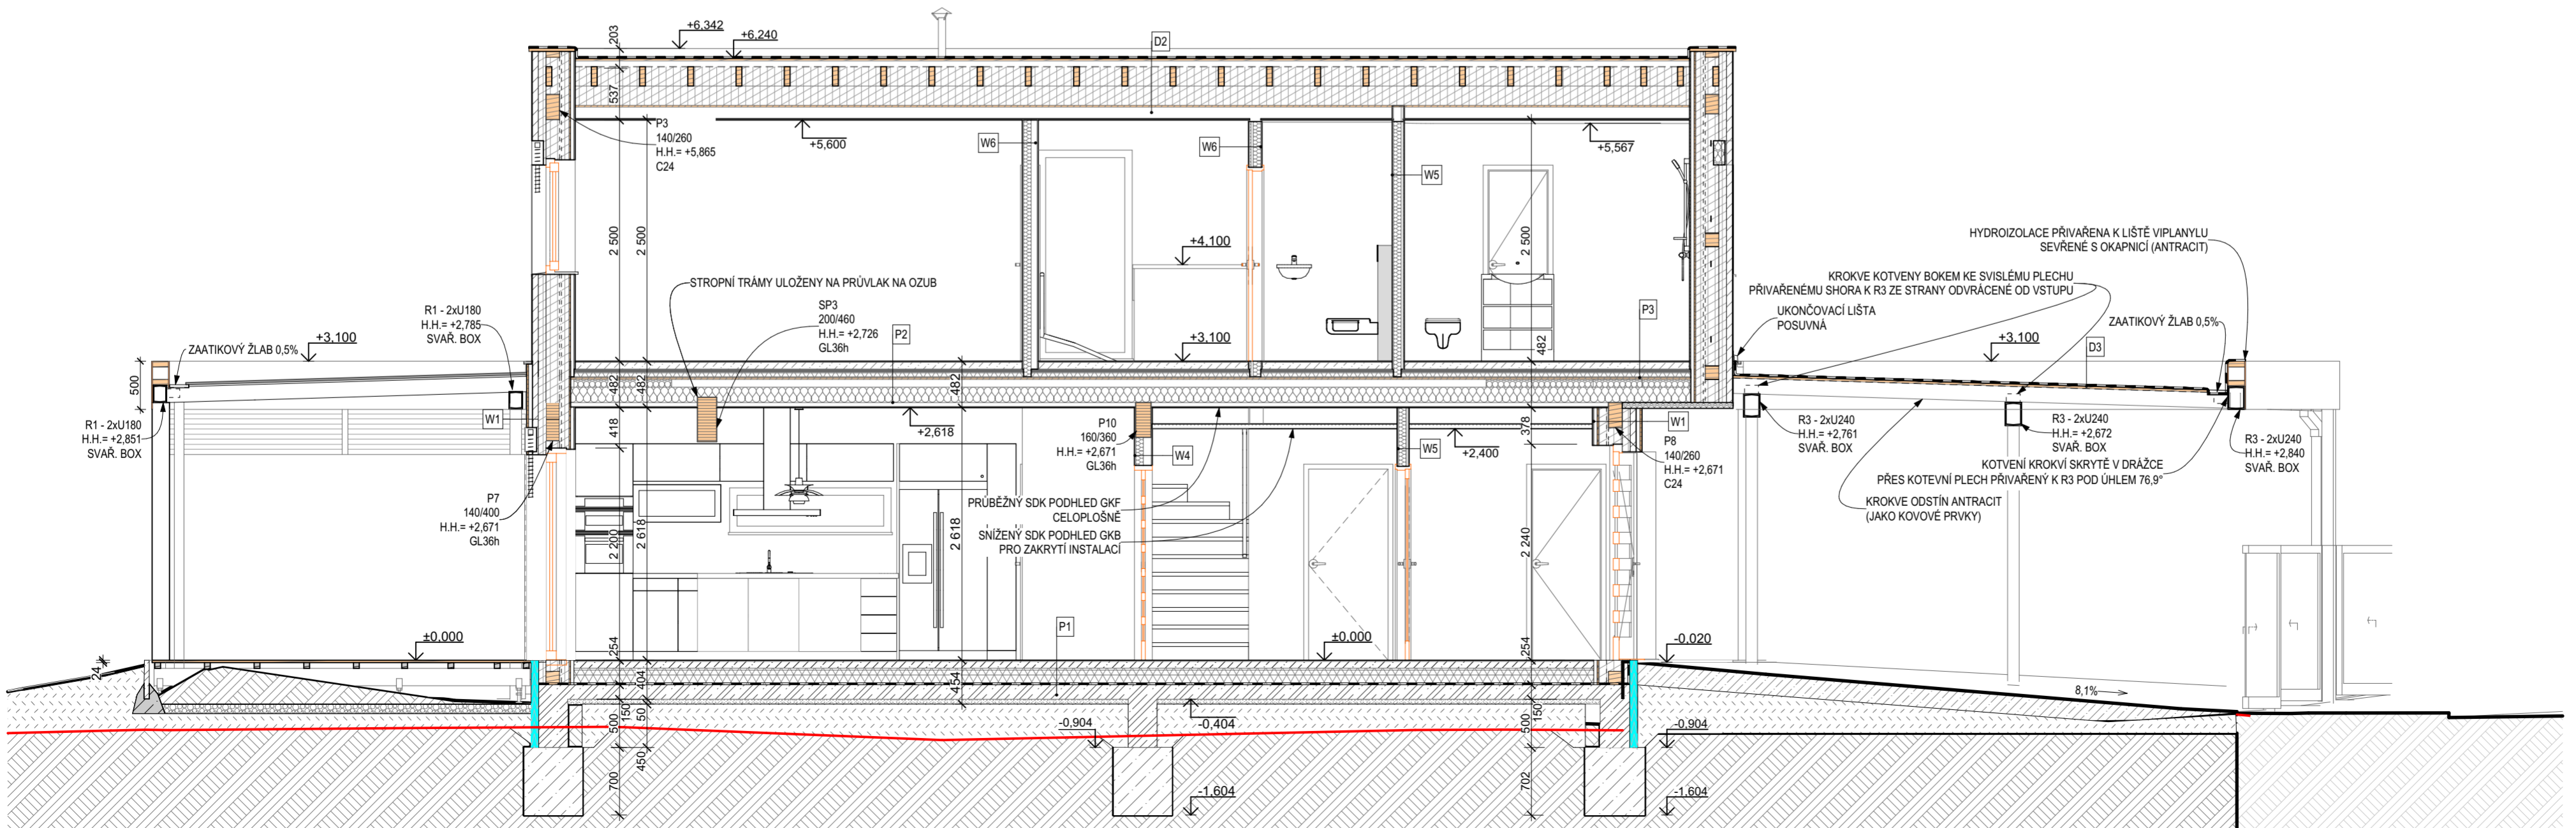 +6,342
+6,240
203
537
D2
P3
140/260
H.H.= +5,865
C24
+5,600
W6
W6
W5
+5,567
2 500
2 500
2 500
+4,100
+3,100
482
P3
STROPNÍ TRÁMY ULOŽENY NA PRŮVLAK NA OZUB
SP3
200/460
H.H.= +2,726
GL36h
P2
R1 - 2xU180
H.H.= +2,785
SVAŘ. BOX
ZAATIKOVÝ ŽLAB 0,5%
+3,100
500
R1 - 2xU180
H.H.= +2,851
SVAŘ. BOX
W1
482
482
482
418
P7
140/400
H.H.= +2,671
GL36h
2 200
2 618
2 618
+2,618
P10
160/360
H.H.= +2,671
GL36h
W4
PRŮBĚŽNÝ SDK PODHLED GKF
CELOPLOŠNĚ
SNÍŽENÝ SDK PODHLED GKB
PRO ZAKRYTÍ INSTALACÍ
W5
+2,400
378
2 240
W1
P8
140/260
H.H.= +2,671
C24
HYDROIZOLACE PŘIVAŘENA K LIŠTĚ VIPLANYLU
SEVŘENÉ S OKAPNICÍ (ANTRACIT)
KROKVE KOTVENY BOKEM KE SVISLÉMU PLECHU
PŘIVAŘENÉMU SHORA K R3 ZE STRANY ODVRÁCENÉ OD VSTUPU
UKONČOVACÍ LIŠTA
POSUVNÁ
ZAATIKOVÝ ŽLAB 0,5%
+3,100
D3
R3 - 2xU240
H.H.= +2,761
SVAŘ. BOX
R3 - 2xU240
H.H.= +2,672
SVAŘ. BOX
R3 - 2xU240
H.H.= +2,840
SVAŘ. BOX
KOTVENÍ KROKVÍ SKRYTÉ V DRÁŽCE
PŘES KOTEVNÍ PLECH PŘIVAŘENÝ K R3 POD ÚHLEM 76,9°
KROKVE ODSTÍN ANTRACIT
(JAKO KOVOVÉ PRVKY)
±0,000
P1
±0,000
-0,020
24
254
404
454
254
8,1%
150
50
500
450
700
-0,904
-0,404
150
500
702
-0,904
-1,604
-1,604